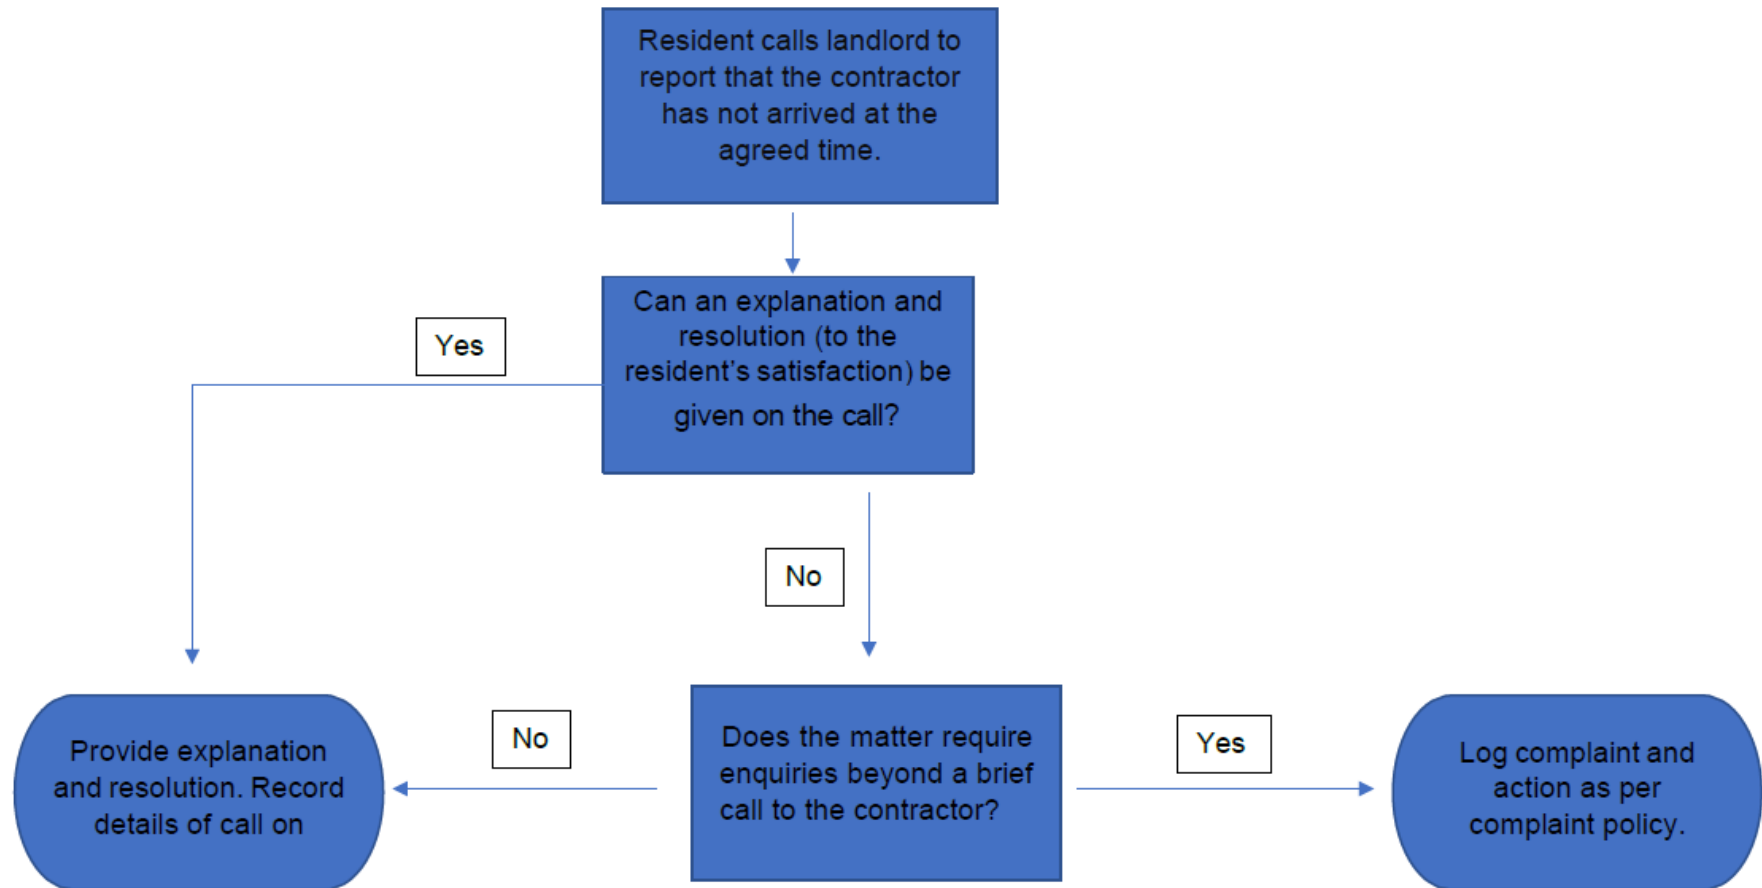 Resident calls landlord to
report that the contractor
has not arrived at the
agreed time.
Can an explanation and
resolution (to the
resident’s satisfaction) be
given on the call?
Yes
No
Provide explanation
and resolution. Record
details of call on
No
Does the matter require
enquiries beyond a brief
call to the contractor?
Yes
Log complaint and
action as per
complaint policy.